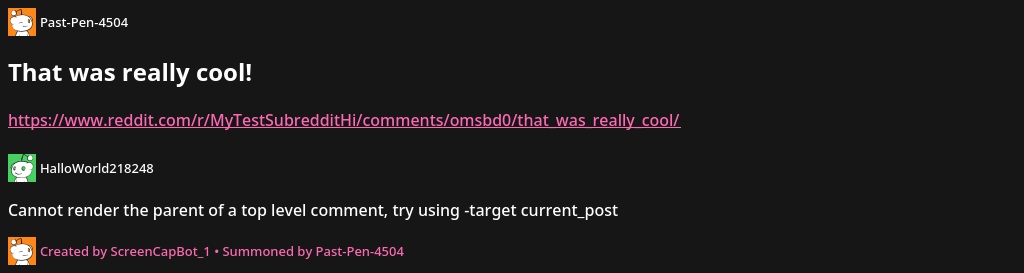 Past-Pen-4504
That was really cool!
https://www.reddit.com/r/MyTestSubredditHi/comments/omsbd0/that_was_really_cool/
HalloWorld218248
Cannot render the parent of a top level comment, try using -target current_post
Created by ScreenCapBot_1 • Summoned by Past-Pen-4504